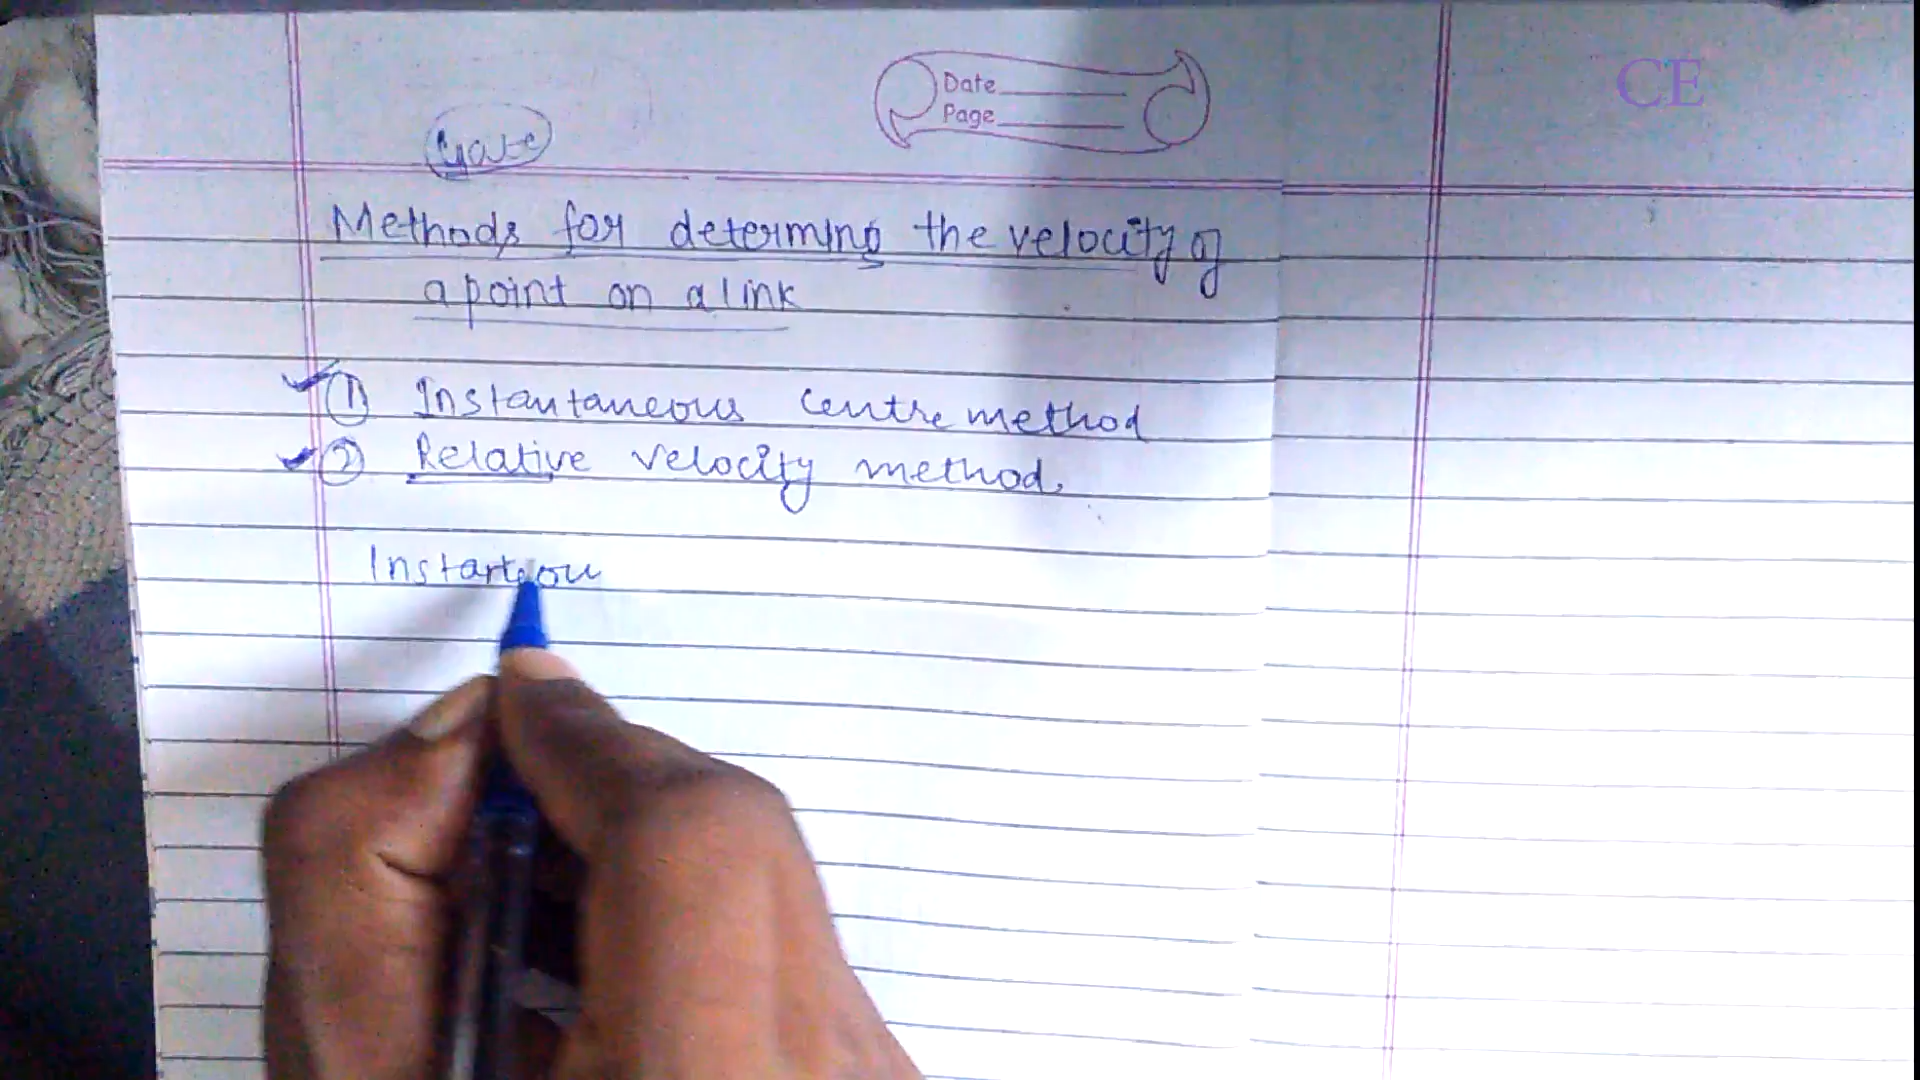 CE
Date
Page
Gate
Methods for determing the velocity of
a point on a link
① Instantaneous Centre method
② Relative velocity method.